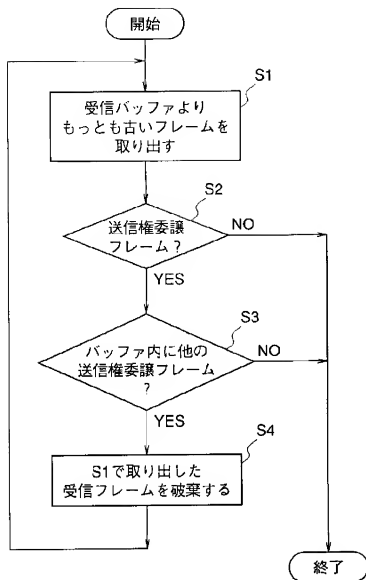 開始
S1
受信バッファより
もっとも古いフレームを
取り出す
S2
送信権委譲
フレーム？
NO
YES
S3
バッファ内に他の
送信権委譲フレーム
？
NO
YES
S4
S1で取り出した
受信フレームを破棄する
終了